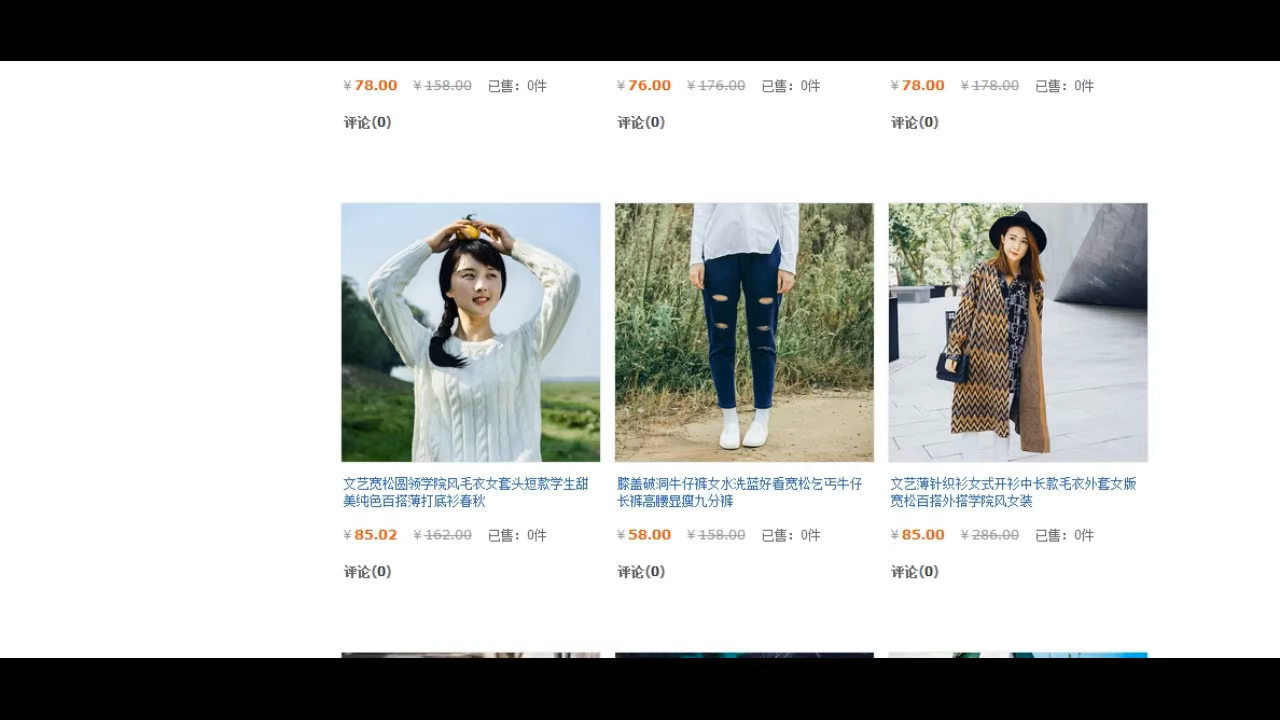 ¥78.00 ¥158.00 已售：0件
¥76.00 ¥176.00 已售：0件
¥78.00 ¥178.00 已售：0件
评论(0)
评论(0)
评论(0)
文艺宽松圆领学院风毛衣女套头短款学生甜
美纯色百搭薄打底衫春秋
¥85.02 ¥162.00 已售：0件
评论(0)
膝盖破洞牛仔裤女水洗蓝好看宽松乞丐牛仔
长裤高腰显瘦九分裤
¥58.00 ¥158.00 已售：0件
评论(0)
文艺薄针织衫女式开衫中长款毛衣外套女版
宽松百搭外搭学院风女装
¥85.00 ¥286.00 已售：0件
评论(0)